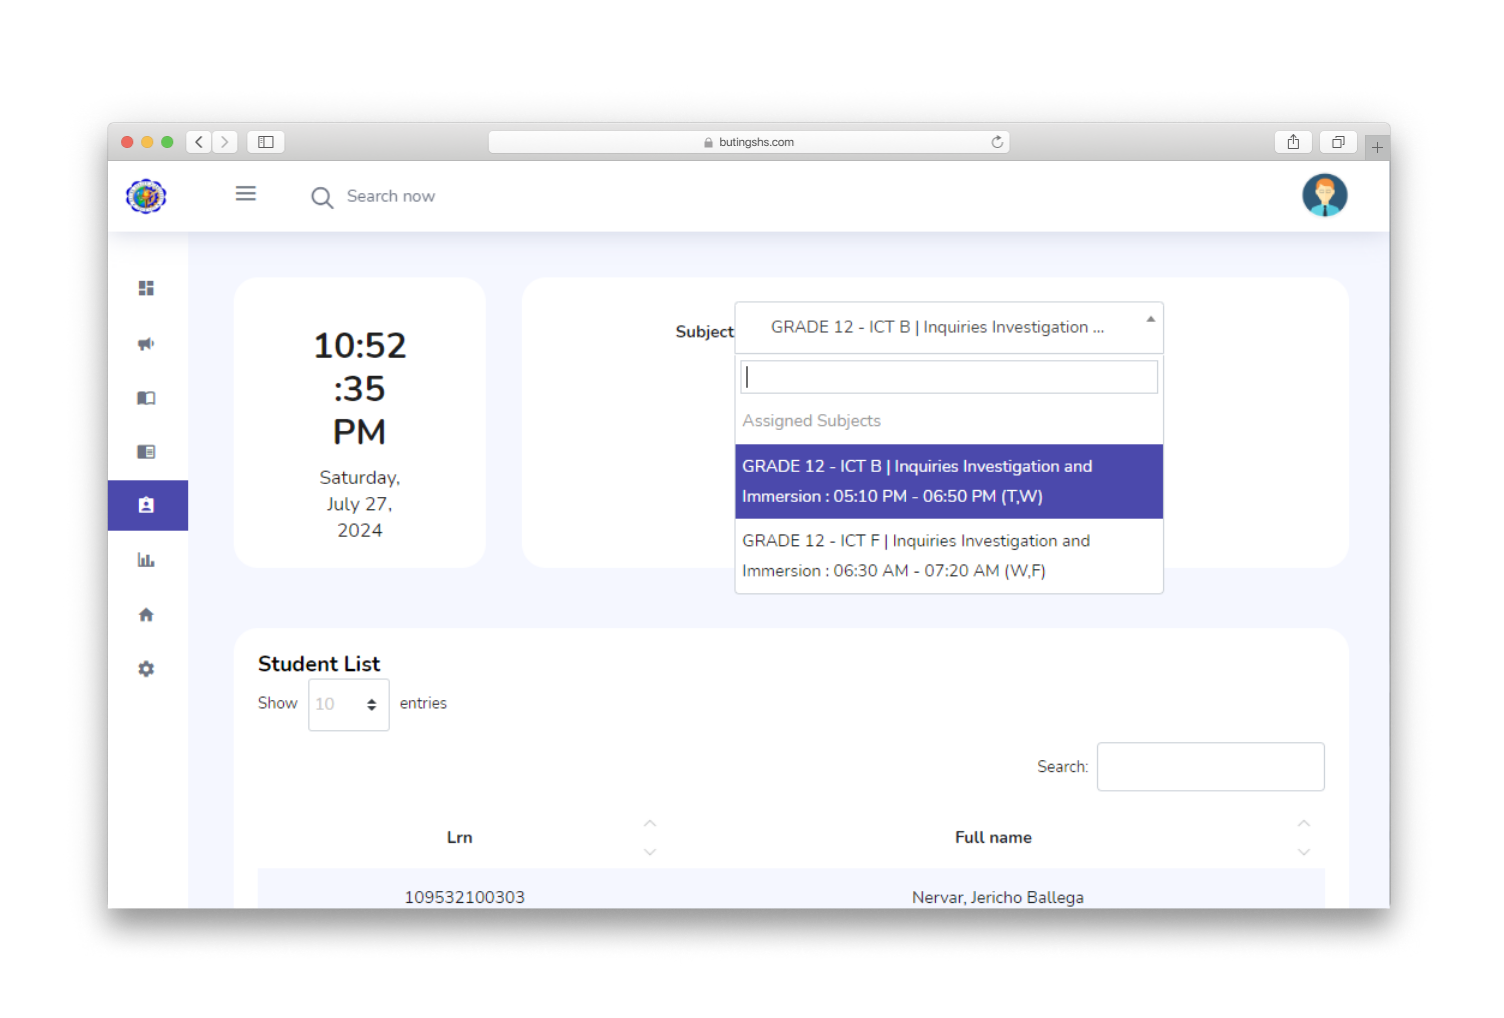 butingshs.com
Search now
10:52
:35
PM
Saturday,
July 27,
2024
Subject
GRADE 12 - ICT B | Inquiries Investigation ...
Assigned Subjects
GRADE 12 - ICT B | Inquiries Investigation and
Immersion : 05:10 PM - 06:50 PM (T,W)
GRADE 12 - ICT F | Inquiries Investigation and
Immersion : 06:30 AM - 07:20 AM (W,F)
Student List
Show 10 entries
Search:
Lrn Full name
109532100303 Nervar, Jericho Ballega